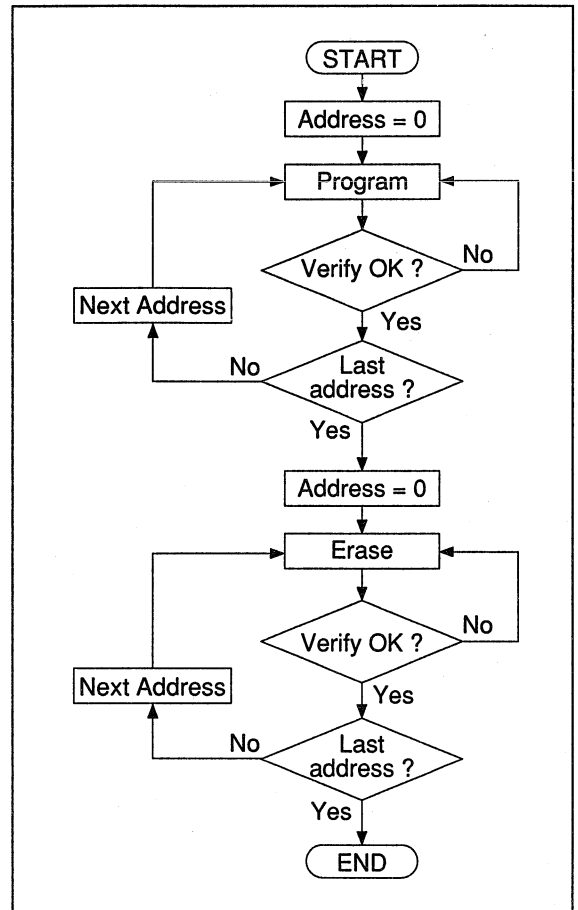 START
Address = 0
Program
Verify OK ?
No
Next Address
Yes
No
Last
address ?
Yes
Address = 0
Erase
Verify OK ?
No
Next Address
Yes
No
Last
address ?
Yes
END